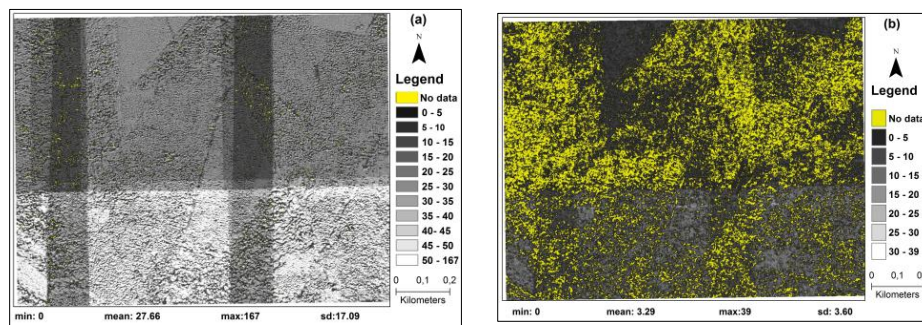 (a)
N
Legend
No data
0 - 5
5 - 10
10 - 15
15 - 20
20 - 25
25 - 30
30 - 35
35 - 40
40- 45
45 - 50
50 - 167
0 0,1 0,2
Kilometers
min: 0 mean: 27.66 max:167 sd:17.09
(b)
N
Legend
No data
0 - 5
5 - 10
10 - 15
15 - 20
20 - 25
25 - 30
30 - 39
0 0,1
Kilometers
min: 0 mean: 3.29 max:39 sd: 3.60